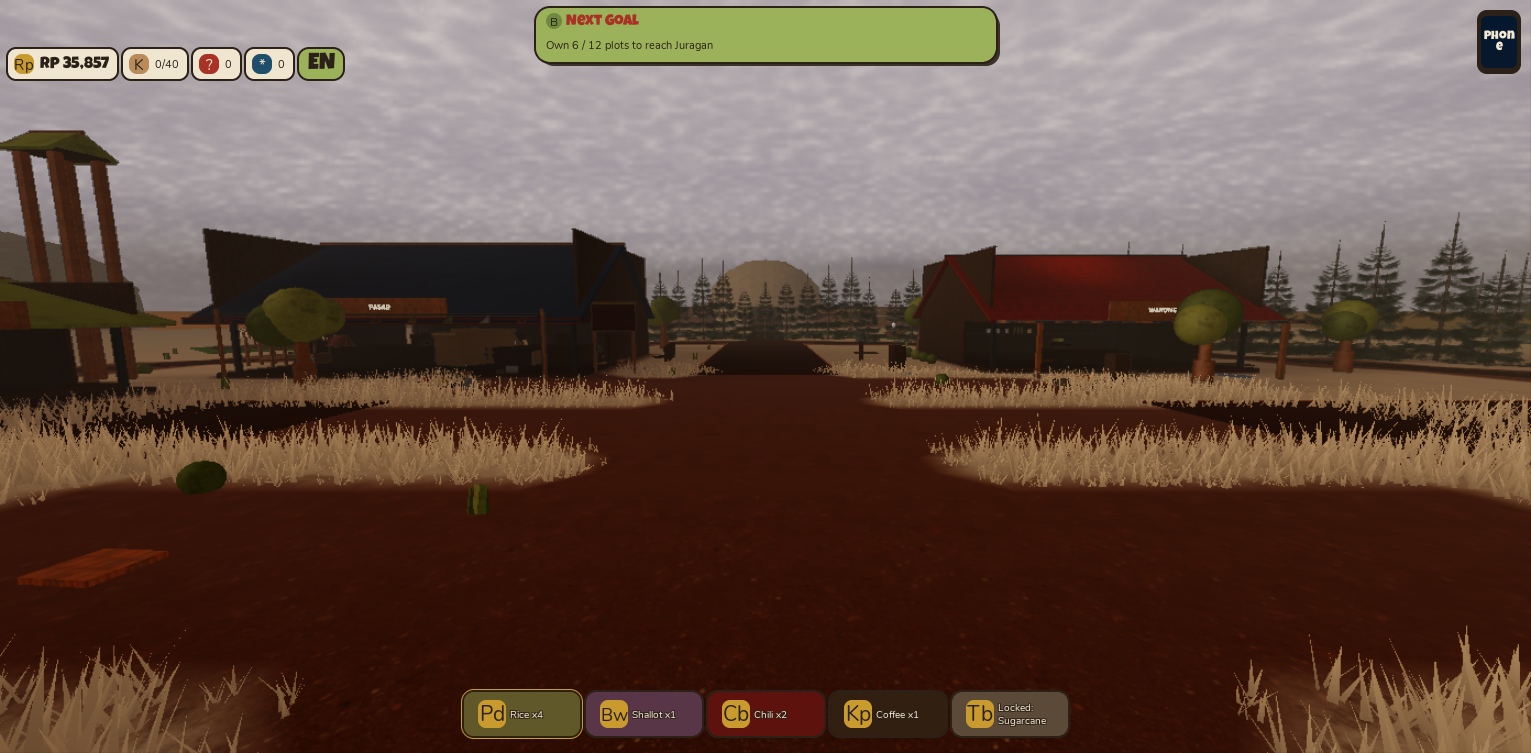 B Next Goal
Own 6 / 12 plots to reach Juragan
Rp RP 35,857
K 0/40
? 0
* 0
EN
Phon
e
PASAR
Pd Rice x4
Bw Shallot x1
Cb Chili x2
Kp Coffee x1
Tb Locked:
Sugarcane